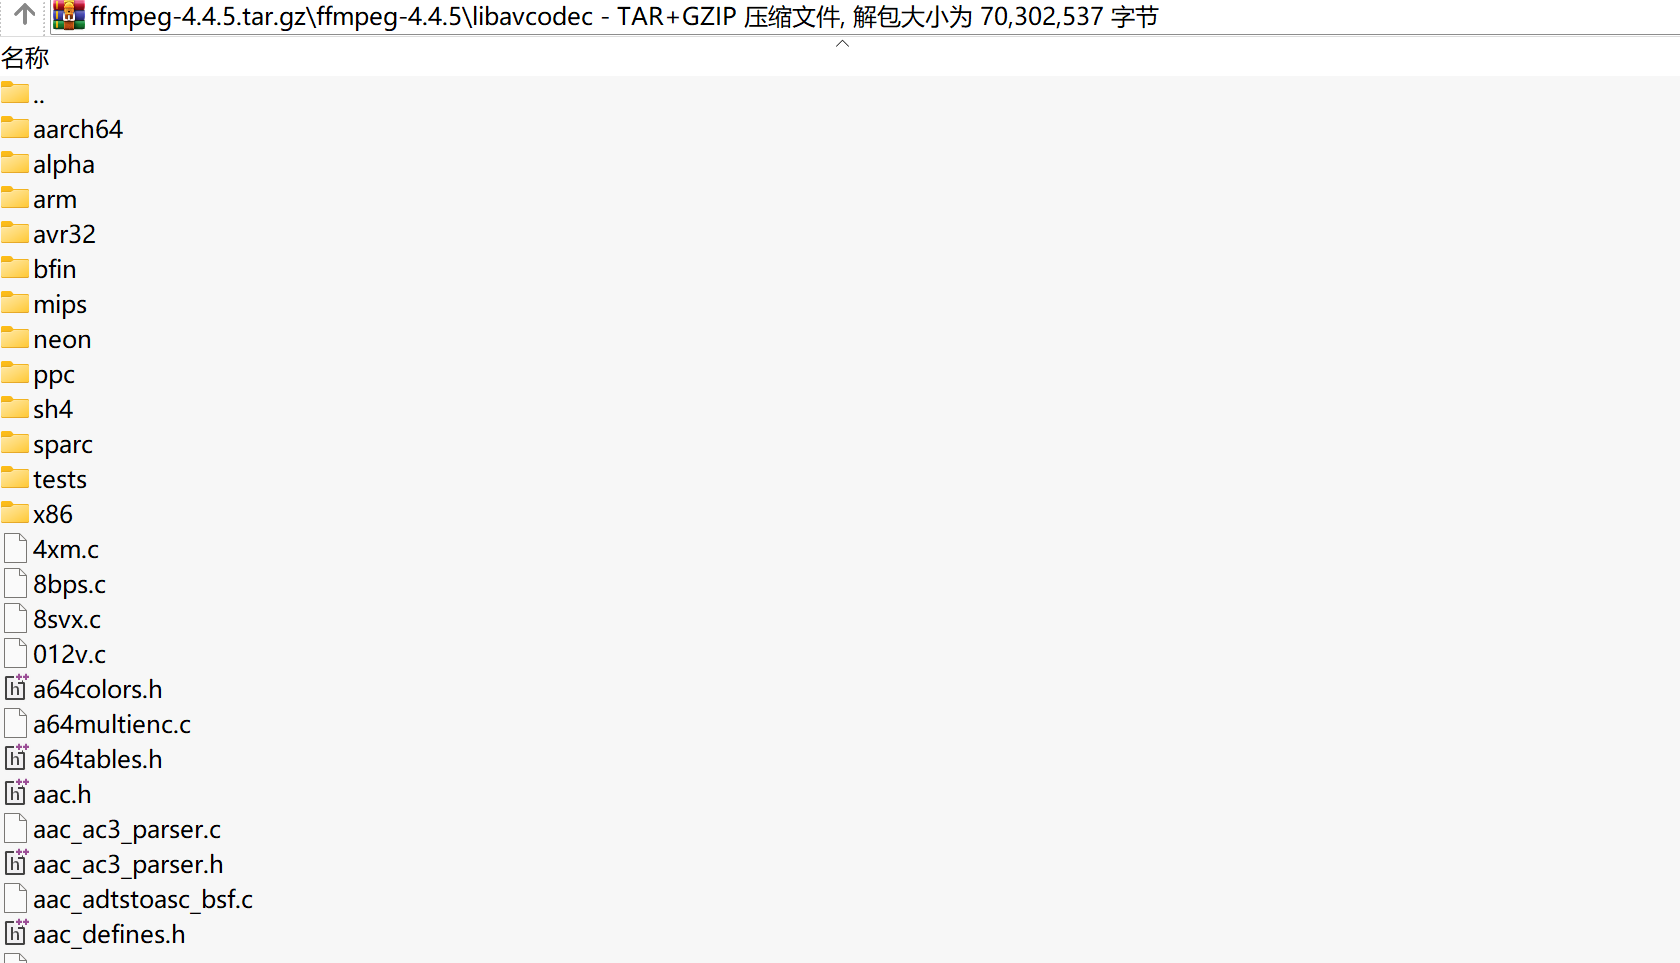 ffmpeg-4.4.5.tar.gz\ffmpeg-4.4.5\libavcodec - TAR+GZIP 压缩文件, 解包大小为 70,302,537 字节
名称
..
aarch64
alpha
arm
avr32
bfin
mips
neon
ppc
sh4
sparc
tests
x86
4xm.c
8bps.c
8svx.c
012v.c
a64colors.h
a64multienc.c
a64tables.h
aac.h
aac_ac3_parser.c
aac_ac3_parser.h
aac_adtstoasc_bsf.c
aac_defines.h